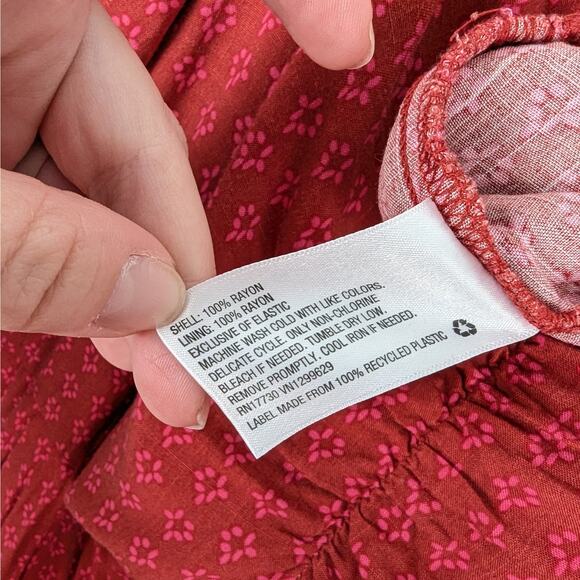 SHELL: 100% RAYON
LINING: 100% RAYON
EXCLUSIVE OF ELASTIC
MACHINE WASH COLD WITH LIKE COLORS.
DELICATE CYCLE. ONLY NON-CHLORINE
BLEACH IF NEEDED. TUMBLE DRY LOW.
REMOVE PROMPTLY. COOL IRON IF NEEDED.
RN17730 VN1299629
LABEL MADE FROM 100% RECYCLED PLASTIC